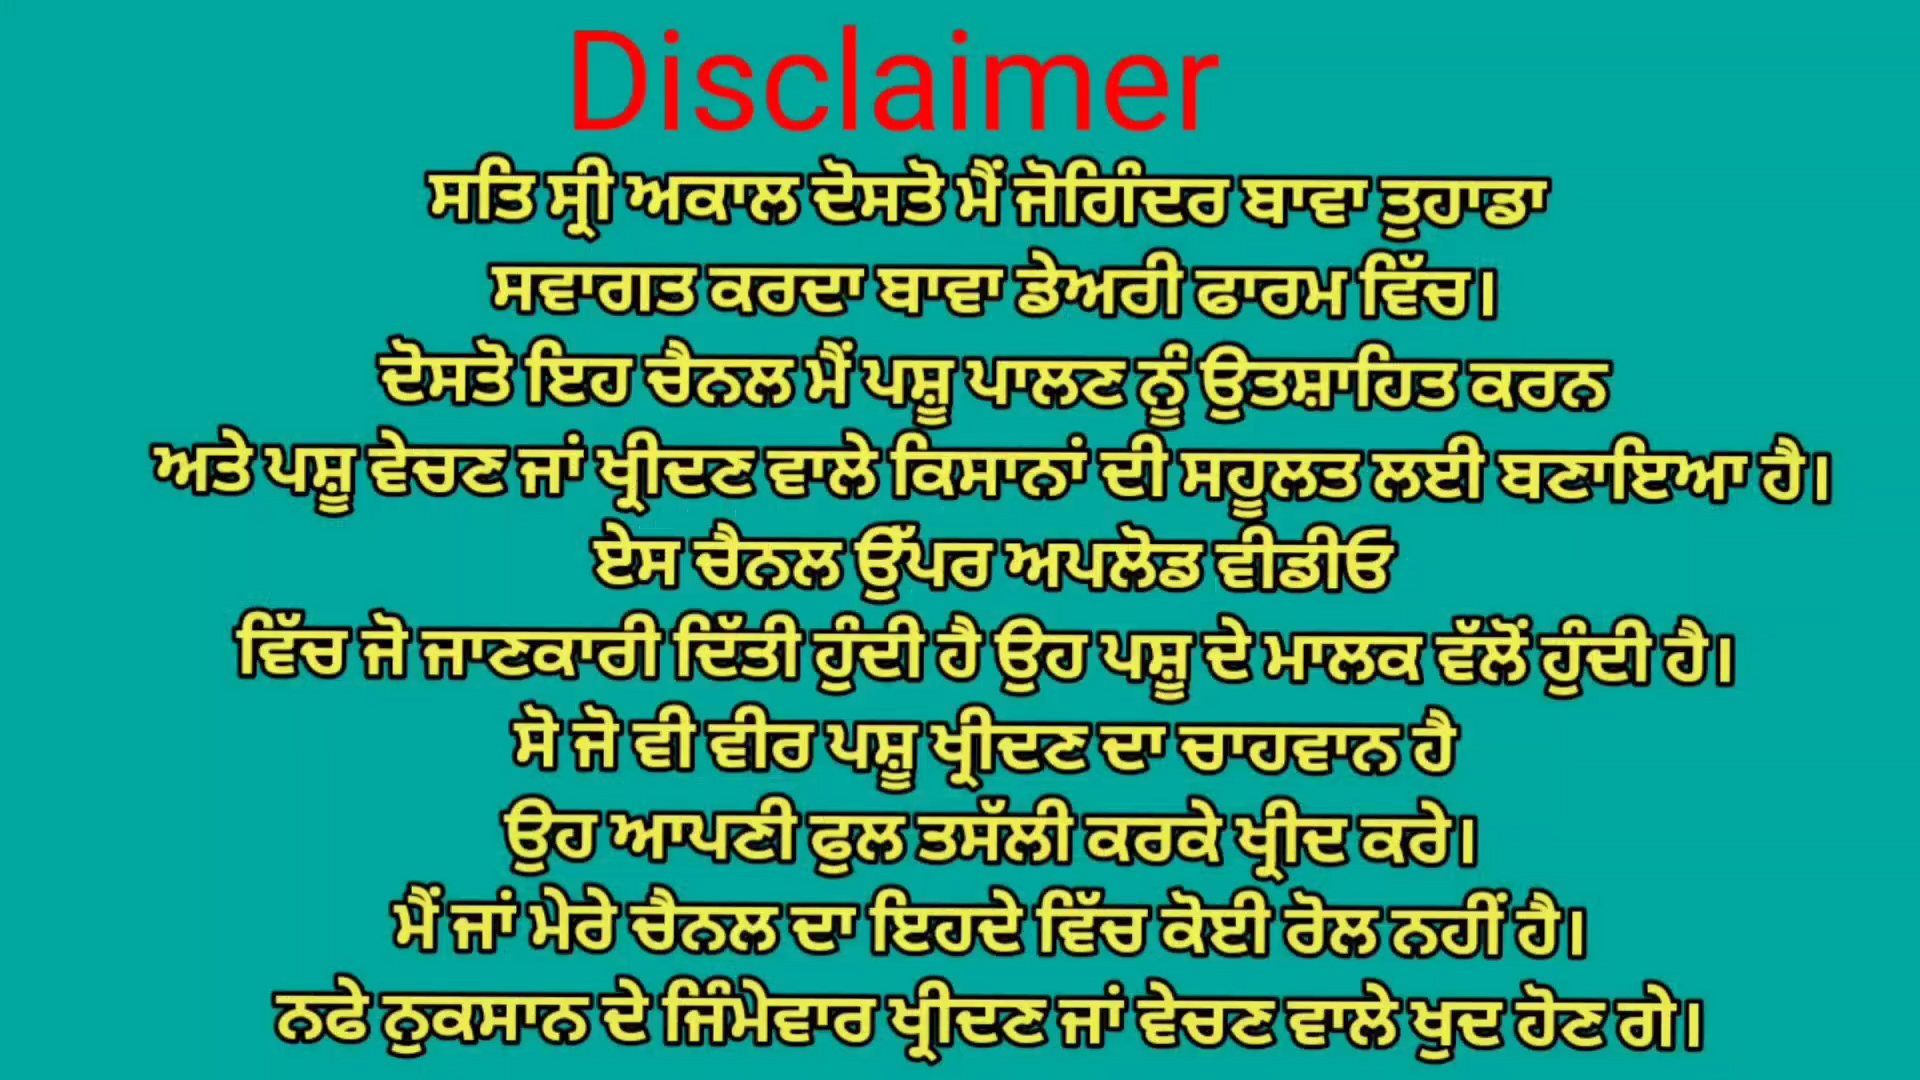 Disclaimer
ਸਤਿ ਸ੍ਰੀ ਅਕਾਲ ਦੋਸਤੋ ਮੈਂ ਜੋਗਿੰਦਰ ਬਾਵਾ ਤੁਹਾਡਾ
ਸਵਾਗਤ ਕਰਦਾ ਬਾਵਾ ਡੇਅਰੀ ਫਾਰਮ ਵਿੱਚ।
ਦੋਸਤੋ ਇਹ ਚੈਨਲ ਮੈਂ ਪਸ਼ੂ ਪਾਲਣ ਨੂੰ ਉਤਸ਼ਾਹਿਤ ਕਰਨ
ਅਤੇ ਪਸ਼ੂ ਵੇਚਣ ਜਾਂ ਖ੍ਰੀਦਣ ਵਾਲੇ ਕਿਸਾਨਾਂ ਦੀ ਸਹੂਲਤ ਲਈ ਬਣਾਇਆ ਹੈ।
ਏਸ ਚੈਨਲ ਉੱਪਰ ਅਪਲੋਡ ਵੀਡੀਓ
ਵਿੱਚ ਜੋ ਜਾਣਕਾਰੀ ਦਿੱਤੀ ਹੁੰਦੀ ਹੈ ਉਹ ਪਸ਼ੂ ਦੇ ਮਾਲਕ ਵੱਲੋਂ ਹੁੰਦੀ ਹੈ।
ਸੋ ਜੋ ਵੀ ਵੀਰ ਪਸ਼ੂ ਖ੍ਰੀਦਣ ਦਾ ਚਾਹਵਾਨ ਹੈ
ਉਹ ਆਪਣੀ ਫੁਲ ਤਸੱਲੀ ਕਰਕੇ ਖ੍ਰੀਦ ਕਰੇ।
ਮੈਂ ਜਾਂ ਮੇਰੇ ਚੈਨਲ ਦਾ ਇਹਦੇ ਵਿੱਚ ਕੋਈ ਰੋਲ ਨਹੀਂ ਹੈ।
ਨਫੇ ਨੁਕਸਾਨ ਦੇ ਜਿੰਮੇਵਾਰ ਖ੍ਰੀਦਣ ਜਾਂ ਵੇਚਣ ਵਾਲੇ ਖੁਦ ਹੋਣ ਗੇ।